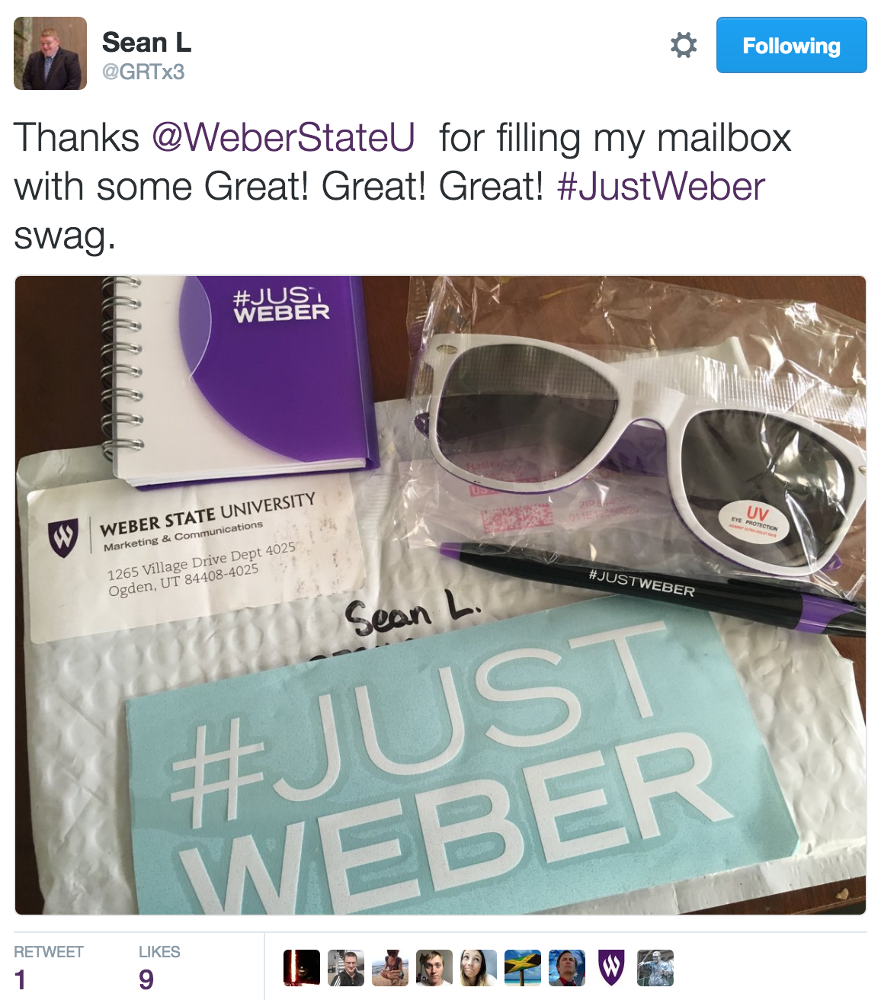 Sean L
@GRTx3
Following
Thanks @WeberStateU for filling my mailbox
with some Great! Great! Great! #JustWeber
swag.
#JUST
WEBER
WEBER STATE UNIVERSITY
Marketing & Communications
1265 Village Drive Dept 4025
Ogden, UT 84408-4025
UV
EYE PROTECTION
#JUSTWEBER
Sean L.
#JUST
WEBER
RETWEET
1
LIKES
9